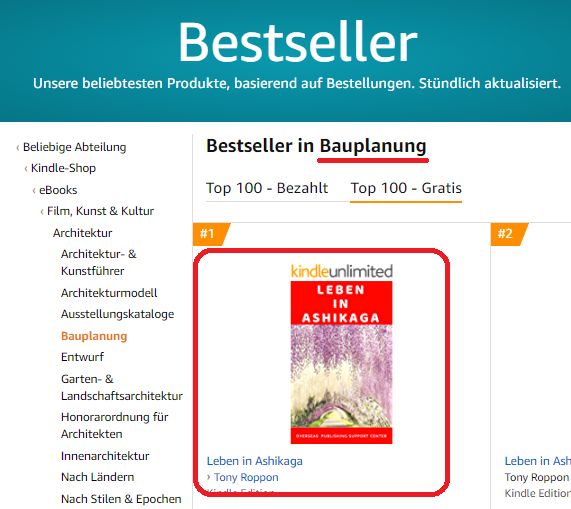 Bestseller
Unsere beliebtesten Produkte, basierend auf Bestellungen. Stündlich aktualisiert.
‹ Beliebige Abteilung
‹ Kindle-Shop
‹ eBooks
‹ Film, Kunst & Kultur
Architektur
Architektur- &
Kunstführer
Architekturmodell
Ausstellungskataloge
Bauplanung
Entwurf
Garten- &
Landschaftsarchitektur
Honorarordnung für
Architekten
Innenarchitektur
Nach Ländern
Nach Stilen & Epochen
Bestseller in Bauplanung
Top 100 - Bezahlt
Top 100 - Gratis
#1
kindleunlimited
LEBEN
IN
ASHIKAGA
OVERSEAS PUBLISHING SUPPORT CENTER
Leben in Ashikaga
› Tony Roppon
Kindle Edition
#2
Leben in Ash
Tony Roppon
Kindle Edition